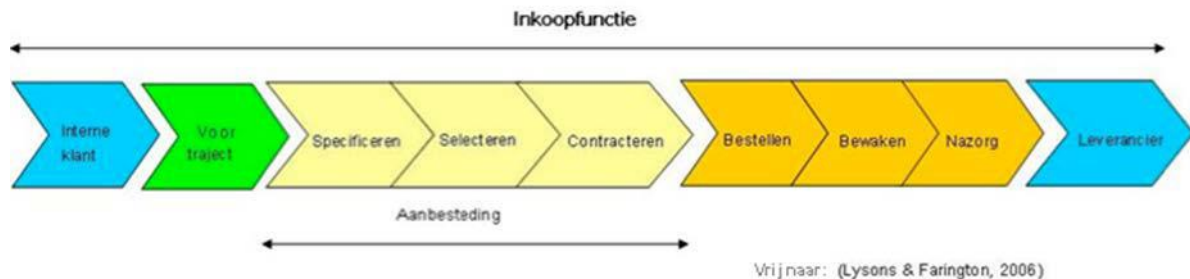 Inkoopfunctie
Interne
klant
Voor
traject
Specificeren
Selecteren
Contracteren
Bestellen
Bewaken
Nazorg
Leverancier
Aanbesteding
Vrij naar: (Lysons & Farington, 2006)